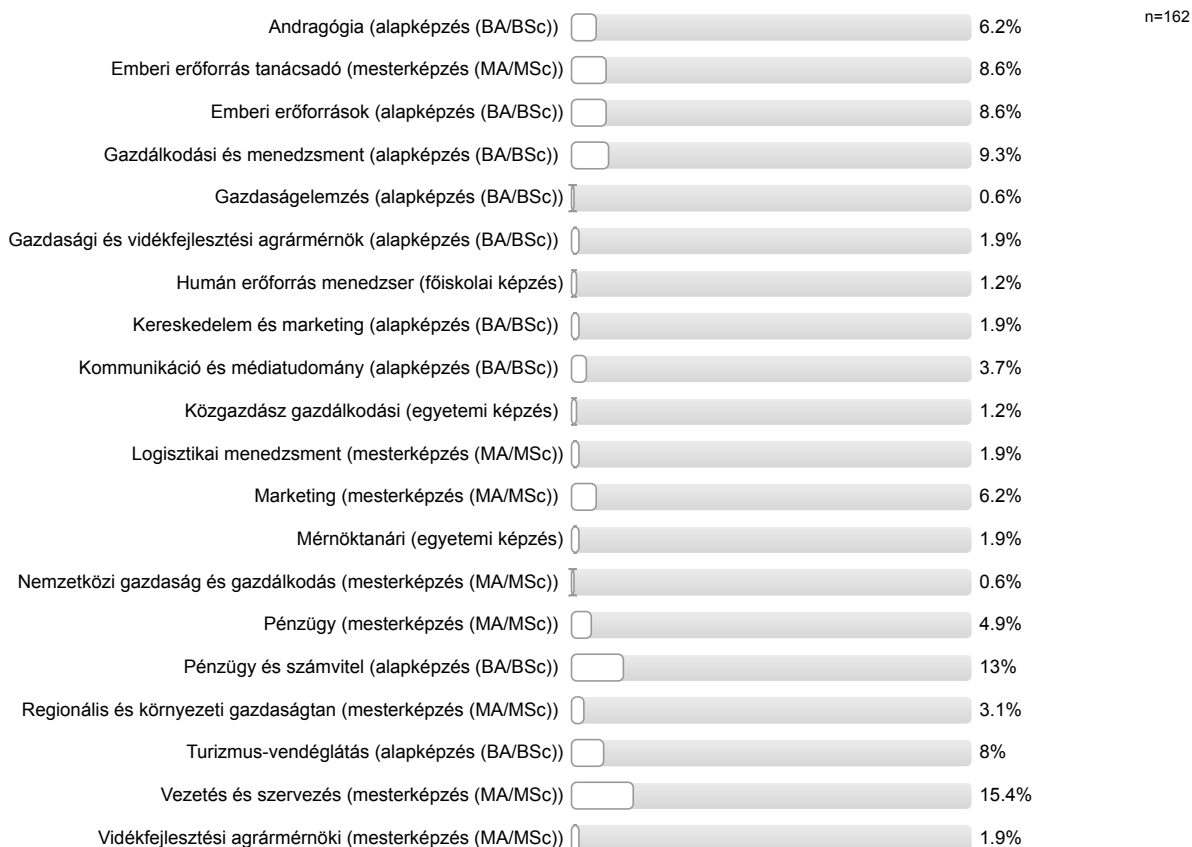 n=162
Andragógia (alapképzés (BA/BSc)) 6.2%
Emberi erőforrás tanácsadó (mesterképzés (MA/MSc)) 8.6%
Emberi erőforrások (alapképzés (BA/BSc)) 8.6%
Gazdálkodási és menedzsment (alapképzés (BA/BSc)) 9.3%
Gazdaságelemzés (alapképzés (BA/BSc)) 0.6%
Gazdasági és vidékfejlesztési agrármérnök (alapképzés (BA/BSc)) 1.9%
Humán erőforrás menedzser (főiskolai képzés) 1.2%
Kereskedelem és marketing (alapképzés (BA/BSc)) 1.9%
Kommunikáció és médiatudomány (alapképzés (BA/BSc)) 3.7%
Közgazdász gazdálkodási (egyetemi képzés) 1.2%
Logisztikai menedzsment (mesterképzés (MA/MSc)) 1.9%
Marketing (mesterképzés (MA/MSc)) 6.2%
Mérnöktanári (egyetemi képzés) 1.9%
Nemzetközi gazdaság és gazdálkodás (mesterképzés (MA/MSc)) 0.6%
Pénzügy (mesterképzés (MA/MSc)) 4.9%
Pénzügy és számvitel (alapképzés (BA/BSc)) 13%
Regionális és környezeti gazdaságtan (mesterképzés (MA/MSc)) 3.1%
Turizmus-vendéglátás (alapképzés (BA/BSc)) 8%
Vezetés és szervezés (mesterképzés (MA/MSc)) 15.4%
Vidékfejlesztési agrármérnöki (mesterképzés (MA/MSc)) 1.9%